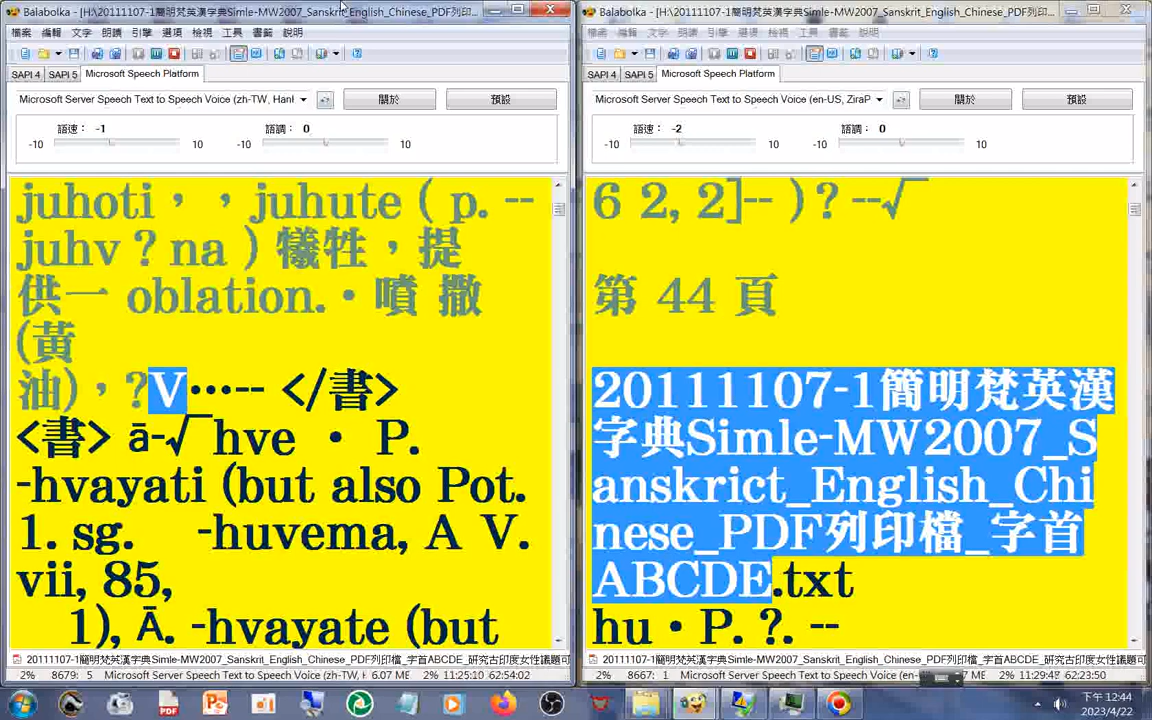 Balabolka - [H:\20111107-1簡明梵英漢字典Simle-MW2007_Sanskrit_English_Chinese_PDF列印...
檔案 編輯 文字 朗讀 引擎 選項 檢視 工具 書籤 說明
SAPI 4 SAPI 5 Microsoft Speech Platform
Microsoft Server Speech Text to Speech Voice (zh-TW, Hanl
關於 預設
語速： -1 語調： 0
-10 10 -10 10
juhoti，，juhute ( p. --
juhv ? na ) 犧牲，提
供一 oblation.‧噴 撒
(黃
油)，?V…-- </書>
<書> ā-√ hve ‧ P.
-hvayati (but also Pot.
1. sg. -huvema, A V.
vii, 85,
1), Ā. -hvayate (but
20111107-1簡明梵英漢字典Simle-MW2007_Sanskrit_English_Chinese_PDF列印檔_字首ABCDE_研究古印度女性議題可
2% 8679: 5 Microsoft Server Speech Text to Speech Voice (zh-TW, 6.07 ME 2% 11:25:10 62:54:02
Balabolka - [H:\20111107-1簡明梵英漢字典Simle-MW2007_Sanskrit_English_Chinese_PDF列印...
檔案 編輯 文字 朗讀 引擎 選項 檢視 工具 書籤 說明
SAPI 4 SAPI 5 Microsoft Speech Platform
Microsoft Server Speech Text to Speech Voice (en-US, ZiraP
關於 預設
語速： -2 語調： 0
-10 10 -10 10
6 2, 2]-- ) ? --√
第 44 頁
20111107-1簡明梵英漢
字典Simle-MW2007_S
anskrict_English_Chi
nese_PDF列印檔_字首
ABCDE.txt
hu‧P. ?. --
20111107-1簡明梵英漢字典Simle-MW2007_Sanskrit_English_Chinese_PDF列印檔_字首ABCDE_研究古印度女性議題可
2% 8667: 1 Microsoft Server Speech Text to Speech Voice (en-US, 6.07 ME 2% 11:29:4 62:23:50
下午 12:44
2023/4/22